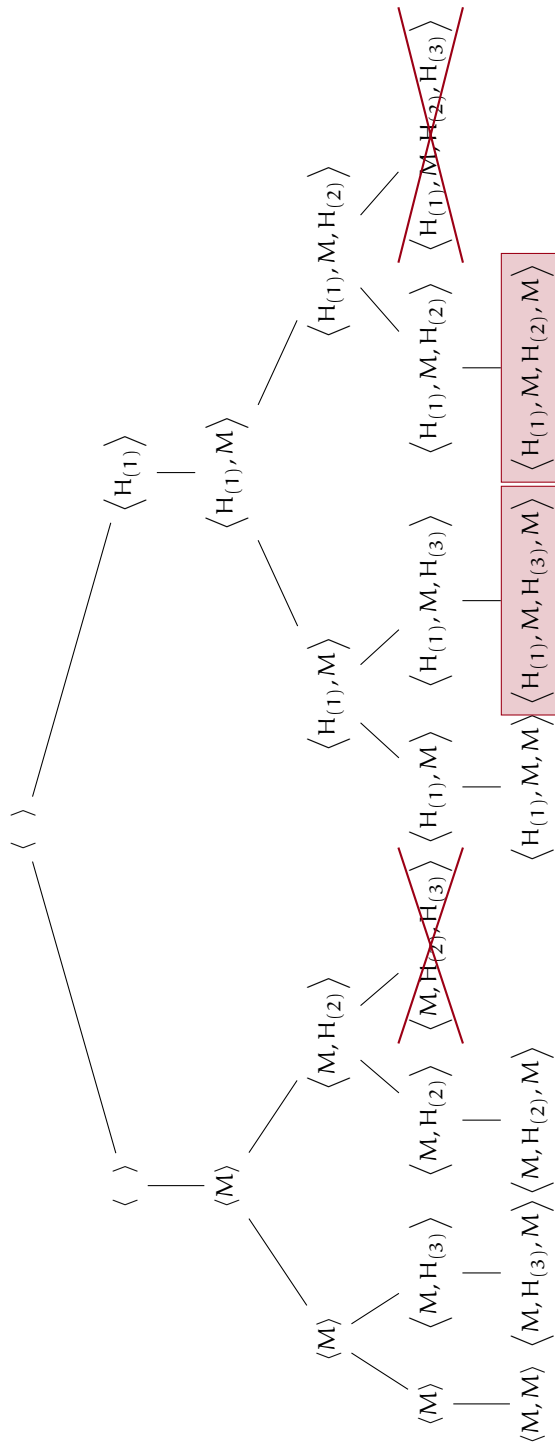 ⟨ ⟩
⟨ ⟩
⟨H(1)⟩
⟨M⟩
⟨H(1), M⟩
⟨M⟩
⟨M, H(2)⟩
⟨H(1), M⟩
⟨H(1), M, H(2)⟩
⟨M⟩
⟨M, H(3)⟩
⟨M, H(2)⟩
⟨M, H(2), H(3)⟩
⟨H(1), M⟩
⟨H(1), M, H(3)⟩
⟨H(1), M, H(2)⟩
⟨H(1), M, H(2), H(3)⟩
⟨M, M⟩
⟨M, H(3), M⟩
⟨M, H(2), M⟩
⟨H(1), M, M⟩
⟨H(1), M, H(3), M⟩
⟨H(1), M, H(2), M⟩